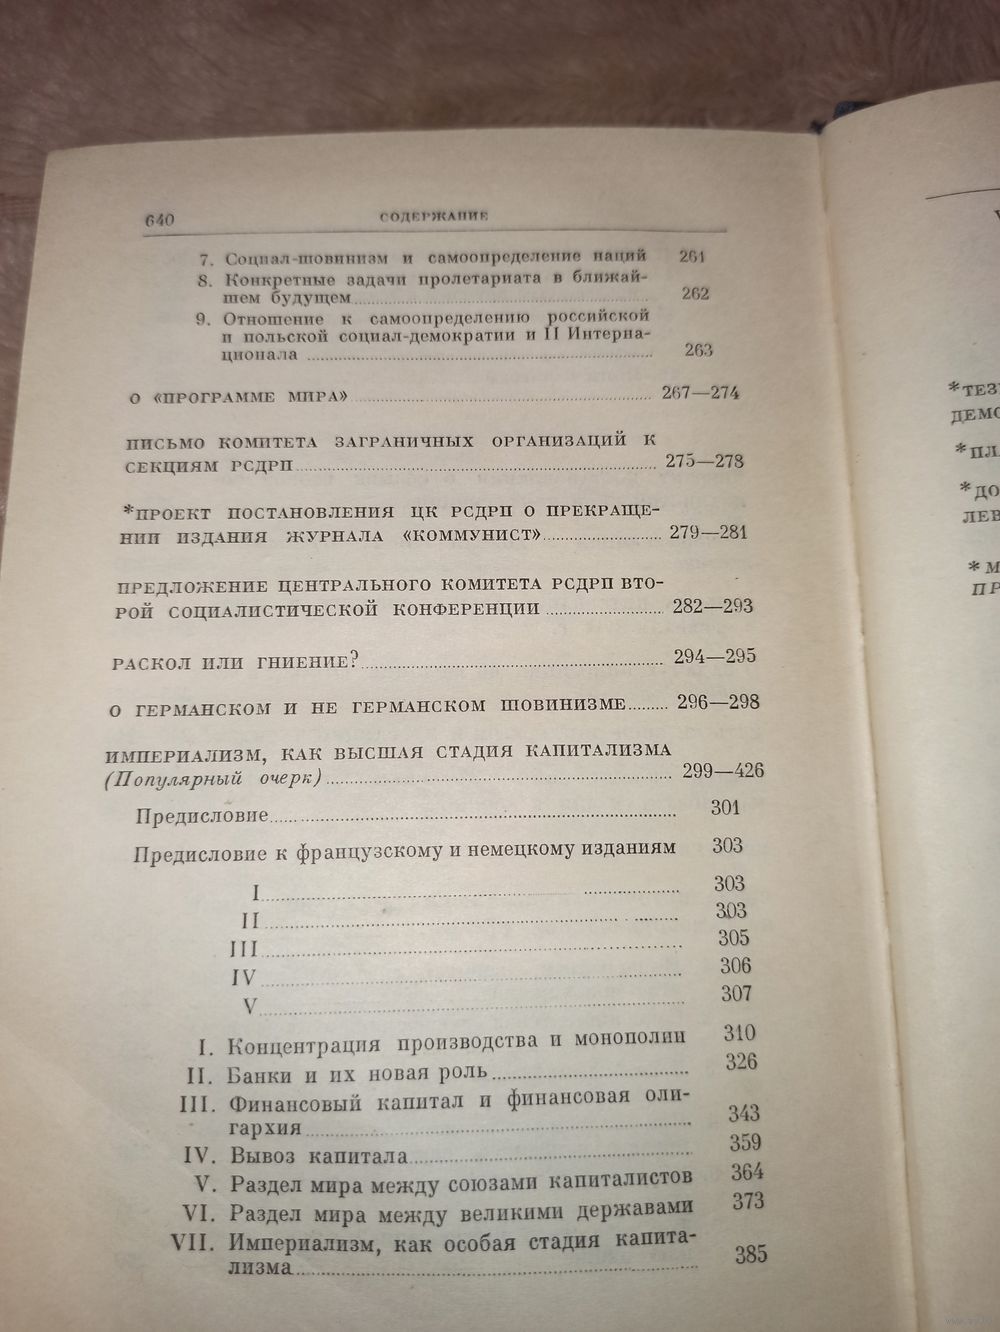 640 СОДЕРЖАНИЕ
7. Социал-шовинизм и самоопределение наций 261
8. Конкретные задачи пролетариата в ближай-
шем будущем 262
9. Отношение к самоопределению российской
и польской социал-демократии и II Интерна-
ционала 263
О «ПРОГРАММЕ МИРА» 267—274
ПИСЬМО КОМИТЕТА ЗАГРАНИЧНЫХ ОРГАНИЗАЦИЙ К
СЕКЦИЯМ РСДРП 275—278
*ПРОЕКТ ПОСТАНОВЛЕНИЯ ЦК РСДРП О ПРЕКРАЩЕ-
НИИ ИЗДАНИЯ ЖУРНАЛА «КОММУНИСТ» 279—281
ПРЕДЛОЖЕНИЕ ЦЕНТРАЛЬНОГО КОМИТЕТА РСДРП ВТО-
РОЙ СОЦИАЛИСТИЧЕСКОЙ КОНФЕРЕНЦИИ 282—293
РАСКОЛ ИЛИ ГНИЕНИЕ? 294—295
О ГЕРМАНСКОМ И НЕ ГЕРМАНСКОМ ШОВИНИЗМЕ 296—298
ИМПЕРИАЛИЗМ, КАК ВЫСШАЯ СТАДИЯ КАПИТАЛИЗМА
(Популярный очерк) 299—426
Предисловие 301
Предисловие к французскому и немецкому изданиям 303
I 303
II 303
III 305
IV 306
V 307
I. Концентрация производства и монополии 310
II. Банки и их новая роль 326
III. Финансовый капитал и финансовая оли-
гархия 343
IV. Вывоз капитала 359
V. Раздел мира между союзами капиталистов 364
VI. Раздел мира между великими державами 373
VII. Империализм, как особая стадия капита-
лизма 385
*ТЕЗ
ДЕМО
*ПЛ
*ДО
ЛЕВ
*М
ПР